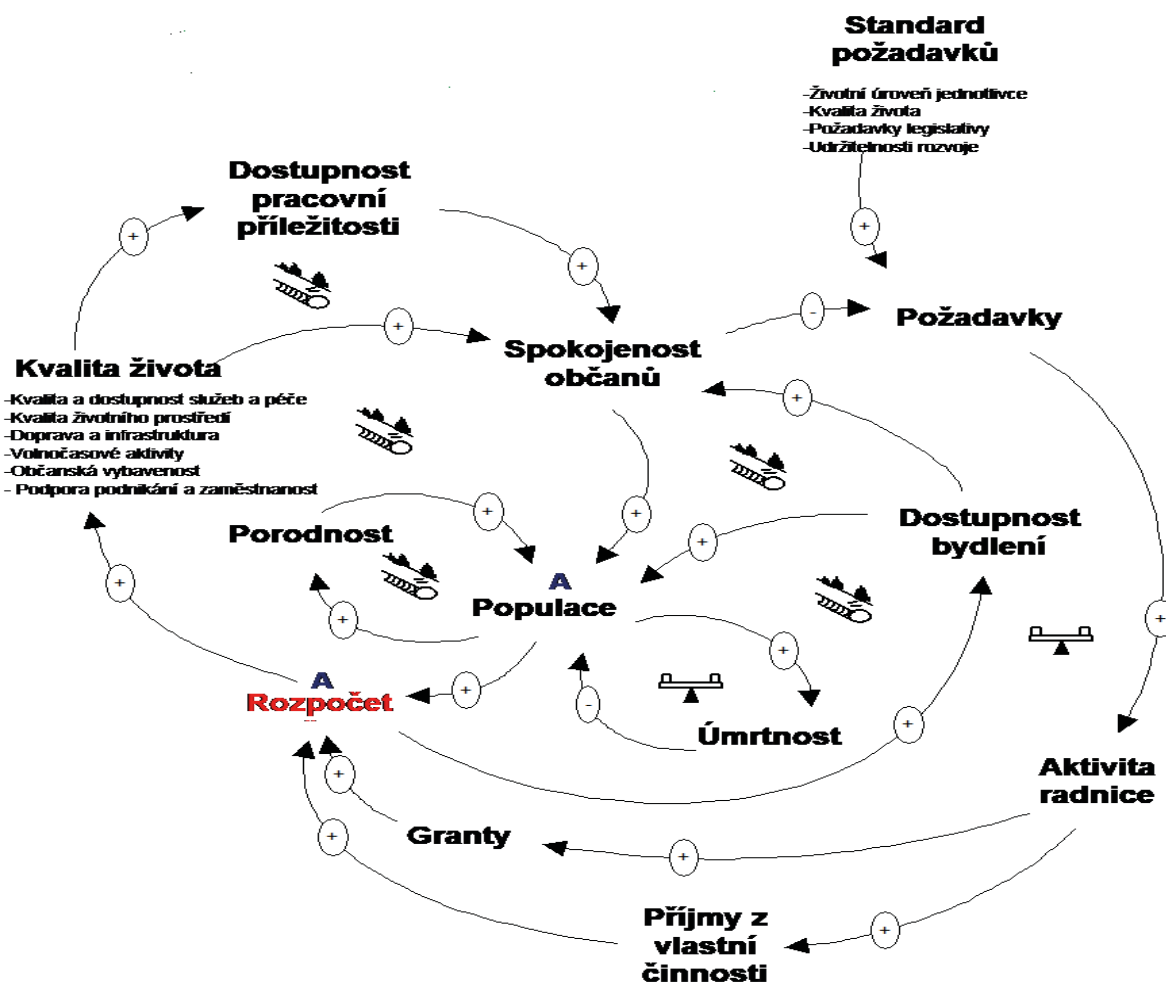 Standard
požadavků
-Životní úroveň jednotlivce
-Kvalita života
-Požadavky legislativy
-Udržitelnosti rozvoje
Dostupnost
pracovní
příležitosti
+
+
+
Požadavky
-
+
Spokojenost
občanů
Kvalita života
-Kvalita a dostupnost služeb a péče
-Kvalita životního prostředí
-Doprava a infrastruktura
-Volnočasové aktivity
-Občanská vybavenost
- Podpora podnikání a zaměstnanost
+
+
+
+
Porodnost
Dostupnost
bydlení
A
Populace
+
+
+
+
A
Rozpočet
+
-
+
Úmrtnost
Aktivita
radnice
+
Granty
+
+
Příjmy z
vlastní
činnosti
+